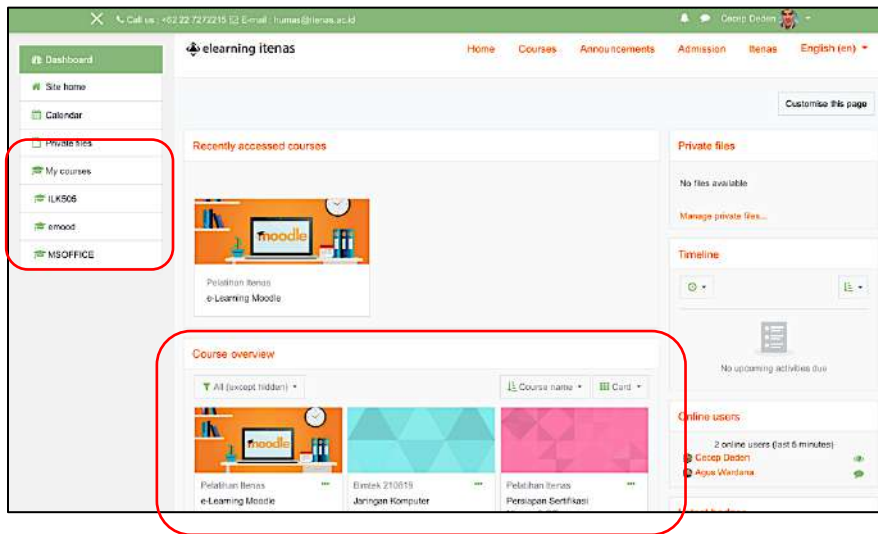 Call us : +62 22 7272215 E-mail : humas@itenas.ac.id
Cecep Deden
Dashboard
Site home
Calendar
Private files
My courses
ILK505
emood
MSOFFICE
elearning itenas
Home Courses Announcements Admission Itenas English (en)
Customise this page
Recently accessed courses
moodle
Pelatihan Itenas
e-Learning Moodle
Course overview
All (except hidden)
Course name
Card
moodle
Pelatihan Itenas
e-Learning Moodle
Bimtek 210819
Jaringan Komputer
Pelatihan Itenas
Persiapan Sertifikasi
Private files
No files available
Manage private files...
Timeline
No upcoming activities due
Online users
2 online users (last 5 minutes)
Cecep Deden
Agus Wardana